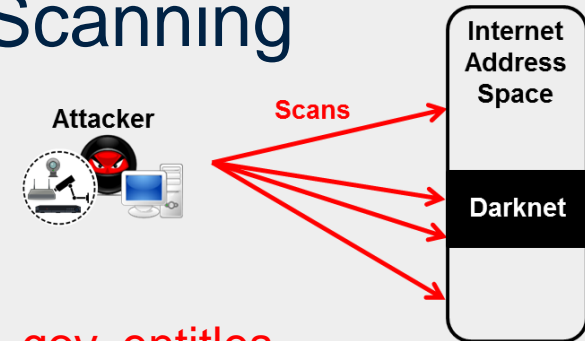 Scanning
Internet
Address
Space
Attacker
Scans
Darknet